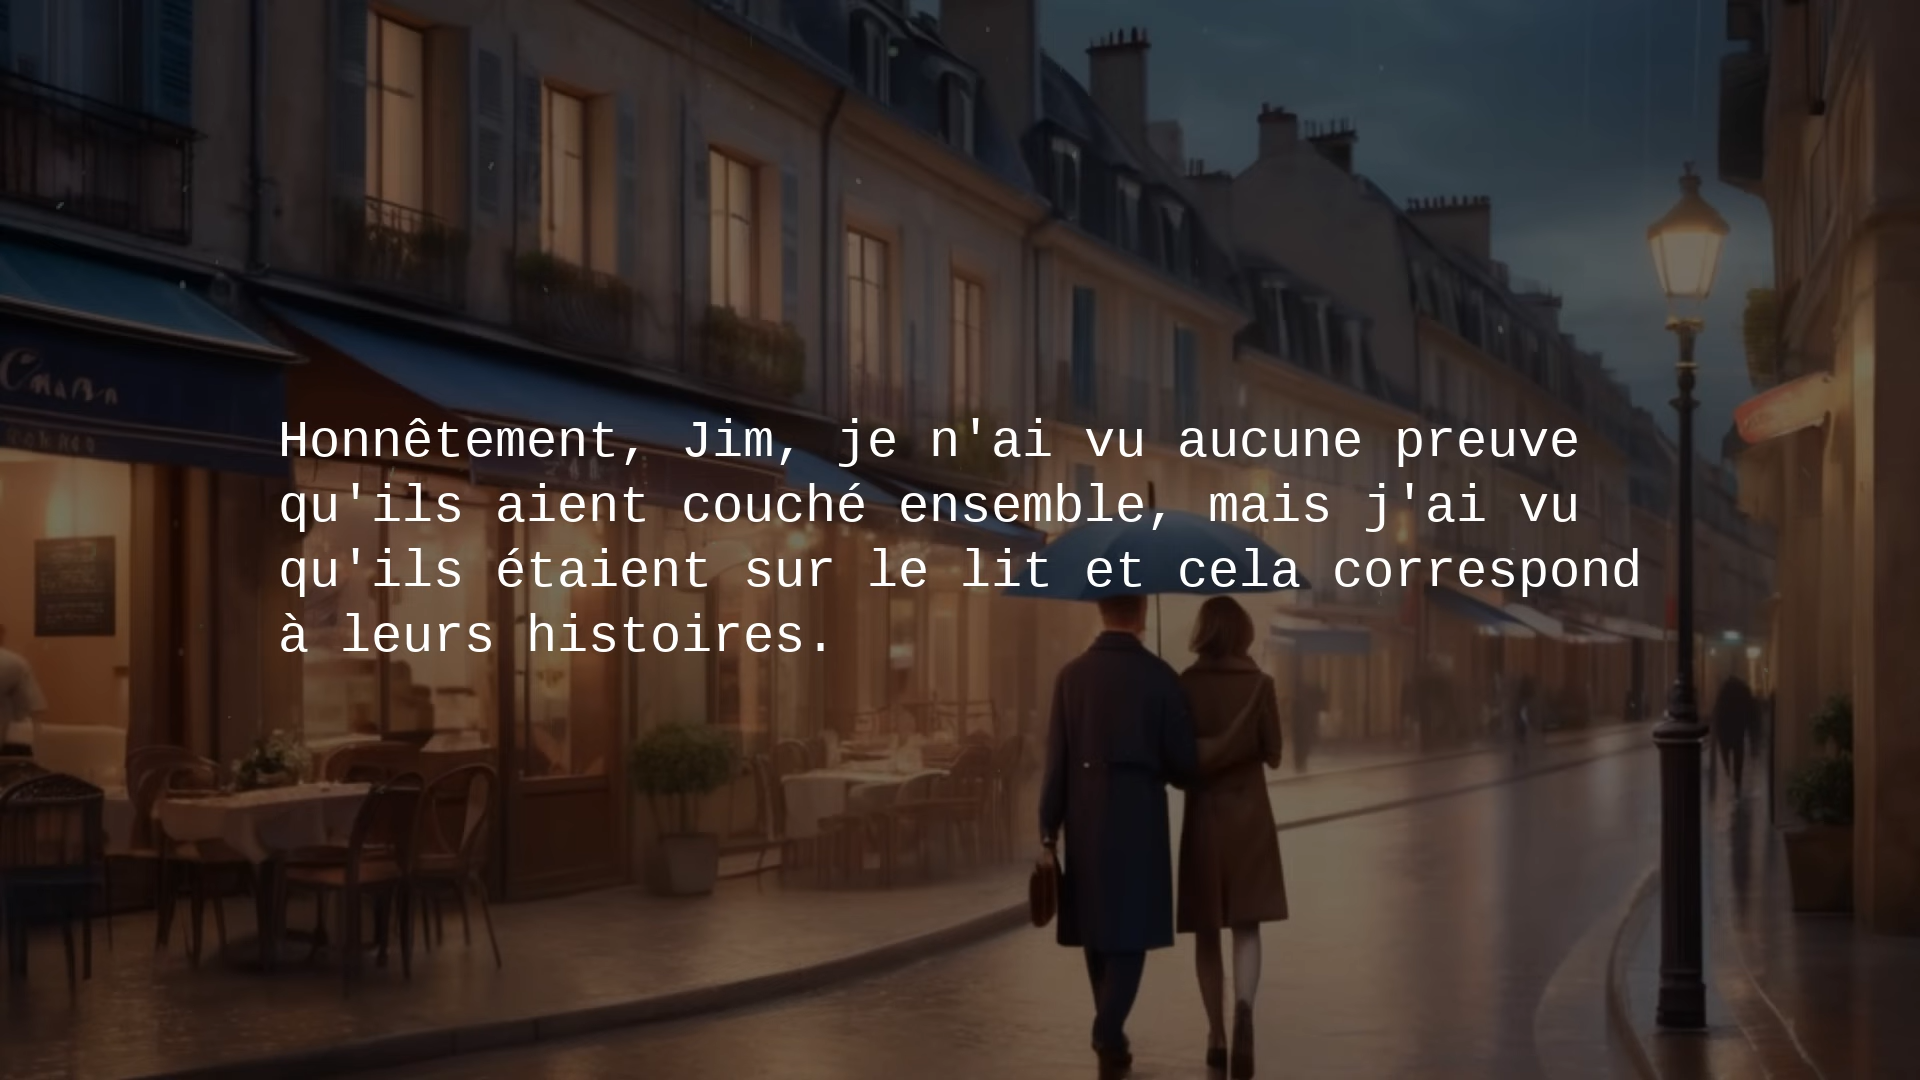 Honnêtement, Jim, je n'ai vu aucune preuve
qu'ils aient couché ensemble, mais j'ai vu
qu'ils étaient sur le lit et cela correspond
à leurs histoires.